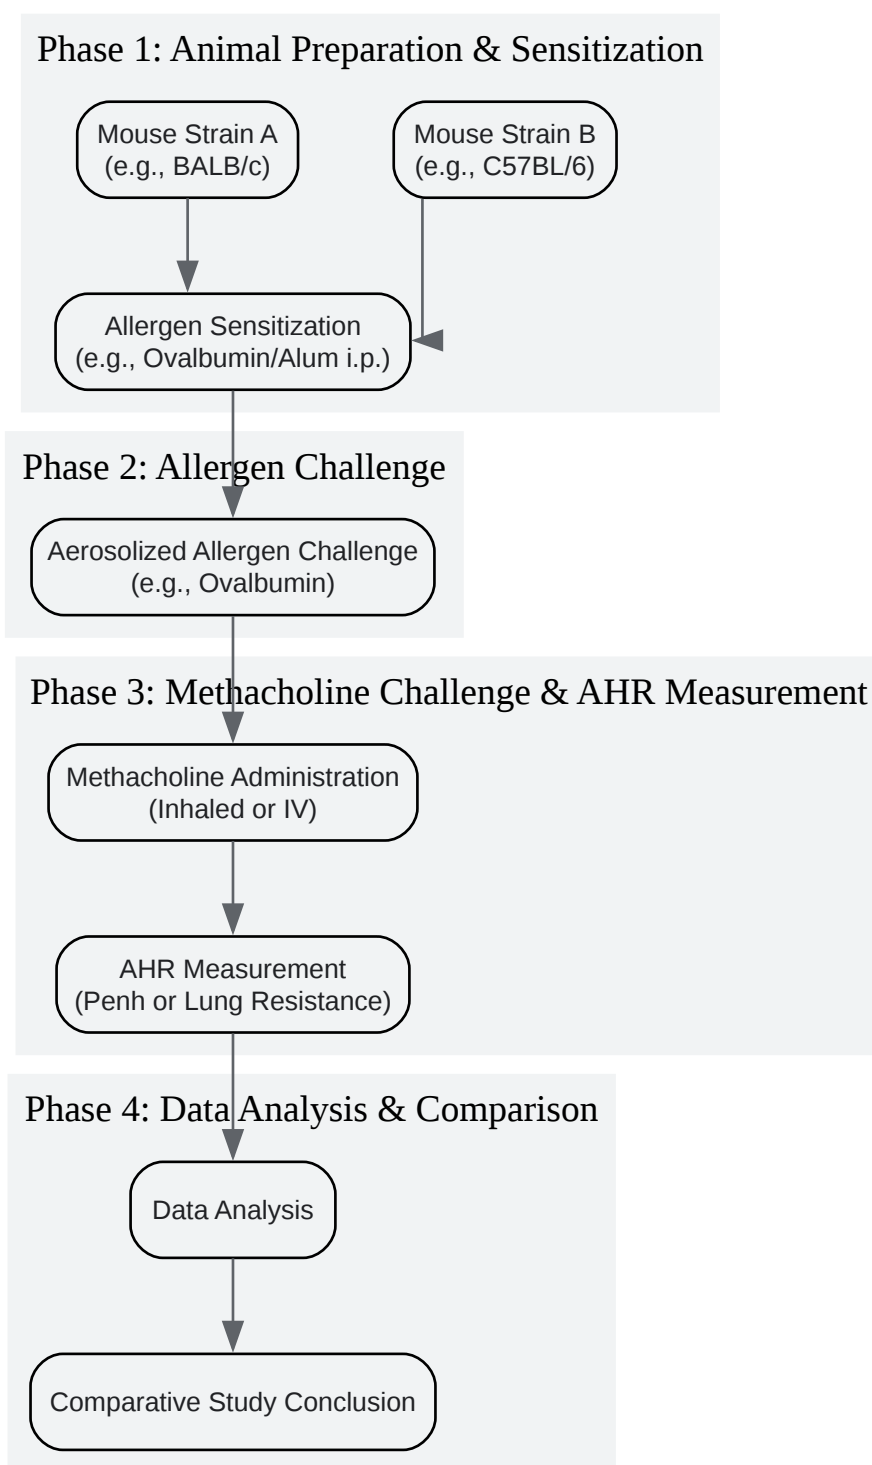 Phase 1: Animal Preparation & Sensitization
Mouse Strain A
(e.g., BALB/c)
Mouse Strain B
(e.g., C57BL/6)
Allergen Sensitization
(e.g., Ovalbumin/Alum i.p.)
Phase 2: Allergen Challenge
Aerosolized Allergen Challenge
(e.g., Ovalbumin)
Phase 3: Methacholine Challenge & AHR Measurement
Methacholine Administration
(Inhaled or IV)
AHR Measurement
(Penh or Lung Resistance)
Phase 4: Data Analysis & Comparison
Data Analysis
Comparative Study Conclusion